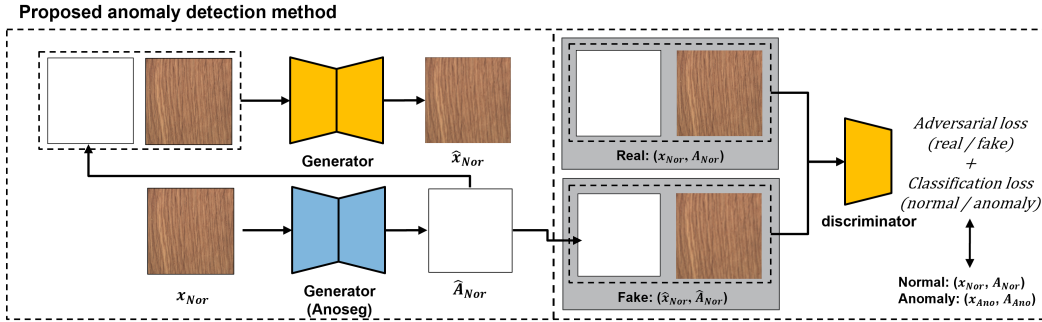 Proposed anomaly detection method
Generator
x̂_Nor
Real: (x_Nor, A_Nor)
Adversarial loss
(real / fake)
+
Classification loss
(normal / anomaly)
discriminator
x_Nor
Generator
(Anoseg)
Â_Nor
Fake: (x̂_Nor, Â_Nor)
Normal: (x_Nor, A_Nor)
Anomaly: (x_Ano, A_Ano)